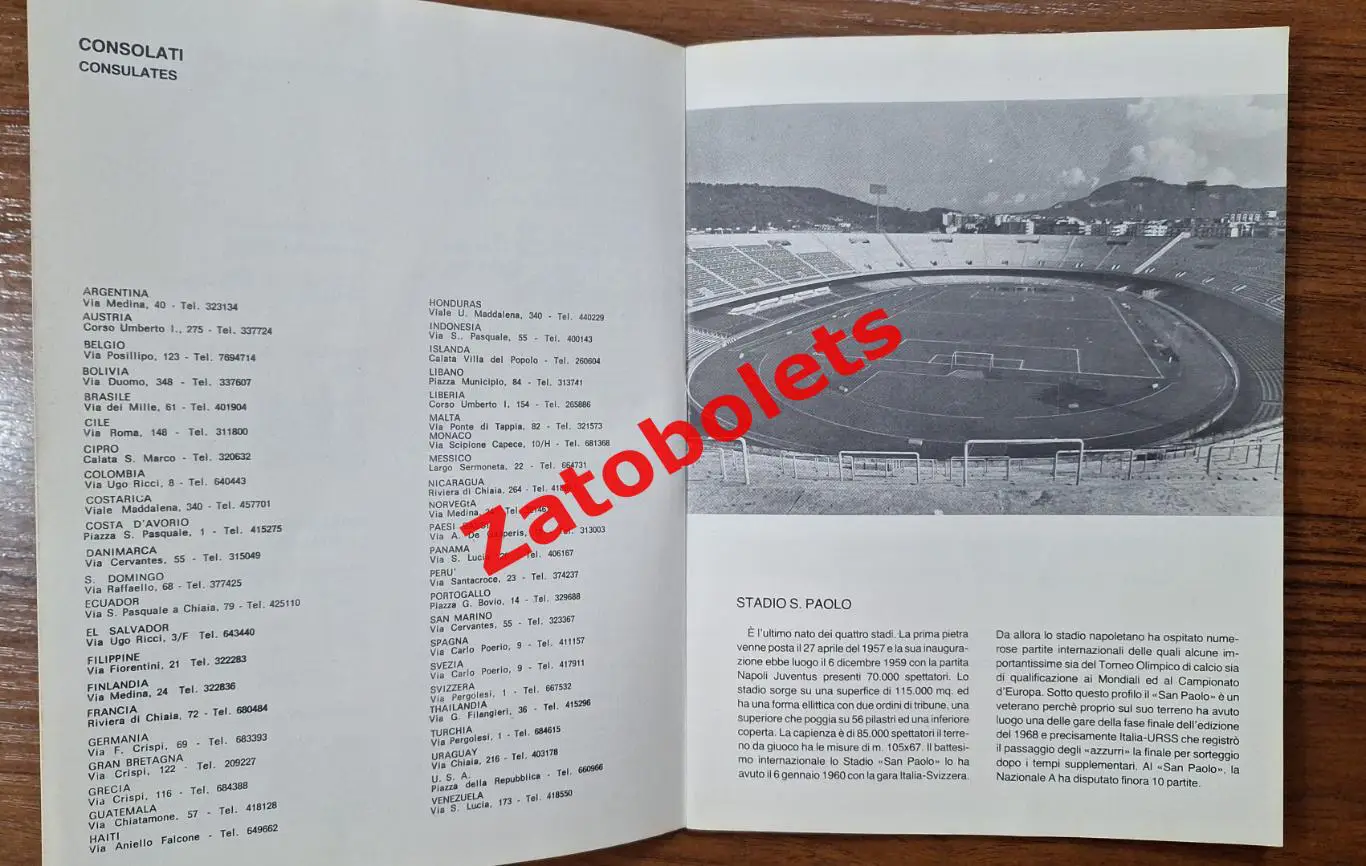 CONSOLATI
CONSULATES
ARGENTINA
Via Medina, 40 - Tel. 323134
AUSTRIA
Corso Umberto I., 275 - Tel. 337724
BELGIO
Via Posillipo, 123 - Tel. 7694714
BOLIVIA
Via Duomo, 348 - Tel. 337607
BRASILE
Via dei Mille, 61 - Tel. 401904
CILE
Via Roma, 148 - Tel. 311800
CIPRO
Calata S. Marco - Tel. 320632
COLOMBIA
Via Ugo Ricci, 8 - Tel. 640443
COSTARICA
Viale Maddalena, 340 - Tel. 457701
COSTA D'AVORIO
Piazza S. Pasquale, 1 - Tel. 415275
DANIMARCA
Via Cervantes, 55 - Tel. 315049
S. DOMINGO
Via Raffaello, 68 - Tel. 377425
ECUADOR
Via S. Pasquale a Chiaia, 79 - Tel. 425110
EL SALVADOR
Via Ugo Ricci, 3/F Tel. 643440
FILIPPINE
Via Fiorentini, 21 Tel. 322283
FINLANDIA
Via Medina, 24 Tel. 322836
FRANCIA
Riviera di Chiaia, 72 - Tel. 680484
GERMANIA
Via F. Crispi, 69 - Tel. 683393
GRAN BRETAGNA
Via Crispi, 122 - Tel. 209227
GRECIA
Via Crispi, 116 - Tel. 684388
GUATEMALA
Via Chiatamone, 57 - Tel. 418128
HAITI
Via Aniello Falcone - Tel. 649662
HONDURAS
Viale U. Maddalena, 340 - Tel. 440229
INDONESIA
Via S.. Pasquale, 55 - Tel. 400143
ISLANDA
Calata Villa del Popolo - Tel. 260604
LIBANO
Piazza Municipio, 84 - Tel. 313741
LIBERIA
Corso Umberto I, 154 - Tel. 265886
MALTA
Via Ponte di Tappia, 82 - Tel. 321573
MONACO
Via Scipione Capece, 10/H - Tel. 681368
MESSICO
Largo Sermoneta, 22 - Tel. 664731
NICARAGUA
Riviera di Chiaia, 264 - Tel.
NORVEGIA
Via Medina,
PAESI
Via A. De - Tel. 313003
PANAMA
Via S. Lucia, Tel. 406167
PERU'
Via Santacroce, 23 - Tel. 374237
PORTOGALLO
Piazza G. Bovio, 14 - Tel. 329688
SAN MARINO
Via Cervantes, 55 - Tel. 323367
SPAGNA
Via Carlo Poerio, 9 - Tel. 411157
SVEZIA
Via Carlo Poerio, 9 - Tel. 417911
SVIZZERA
Via Pergolesi, 1 - Tel. 667532
THAILANDIA
Via G. Filangieri, 36 - Tel. 415296
TURCHIA
Via Pergolesi, 1 - Tel. 684615
URAGUAY
Via Chiaia, 216 - Tel. 403178
U. S. A.
Piazza della Repubblica - Tel. 660966
VENEZUELA
Via S. Lucia, 173 - Tel. 418550
Zatobolets
STADIO S. PAOLO
È l'ultimo nato dei quattro stadi. La prima pietra
venne posta il 27 aprile del 1957 e la sua inaugura-
zione ebbe luogo il 6 dicembre 1959 con la partita
Napoli Juventus presenti 70.000 spettatori. Lo
stadio sorge su una superfice di 115.000 mq. ed
ha una forma ellittica con due ordini di tribune, una
superiore che poggia su 56 pilastri ed una inferiore
coperta. La capienza è di 85.000 spettatori il terre-
no da giuoco ha le misure di m. 105x67. Il battesi-
mo internazionale lo Stadio «San Paolo» lo ha
avuto il 6 gennaio 1960 con la gara Italia-Svizzera.
Da allora lo stadio napoletano ha ospitato nume-
rose partite internazionali delle quali alcune im-
portantissime sia del Torneo Olimpico di calcio sia
di qualificazione ai Mondiali ed al Campionato
d'Europa. Sotto questo profilo il «San Paolo» è un
veterano perchè proprio sul suo terreno ha avuto
luogo una delle gare della fase finale dell'edizione
del 1968 e precisamente Italia-URSS che registrò
il passaggio degli «azzurri» la finale per sorteggio
dopo i tempi supplementari. Al «San Paolo», la
Nazionale A ha disputato finora 10 partite.